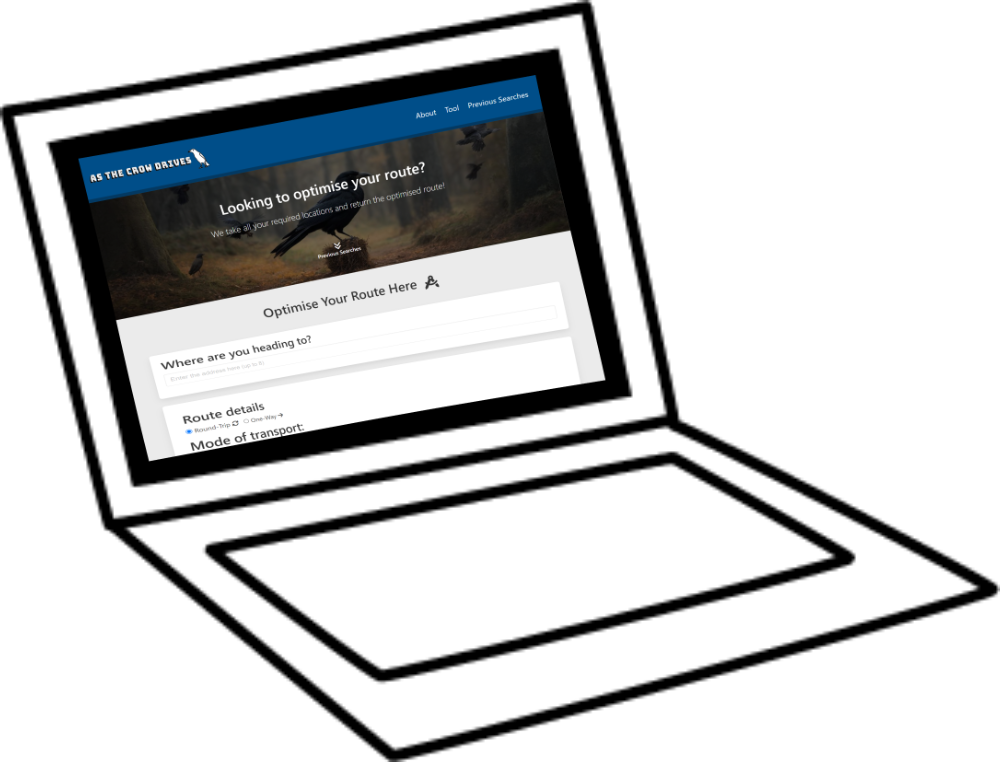 AS THE CROW DRIVES
About Tool Previous Searches
Looking to optimise your route?
We take all your required locations and return the optimised route!
Previous Searches
Optimise Your Route Here
Where are you heading to?
(Enter the address here (up to 8)
Route details
Round-Trip One-Way
Mode of transport: